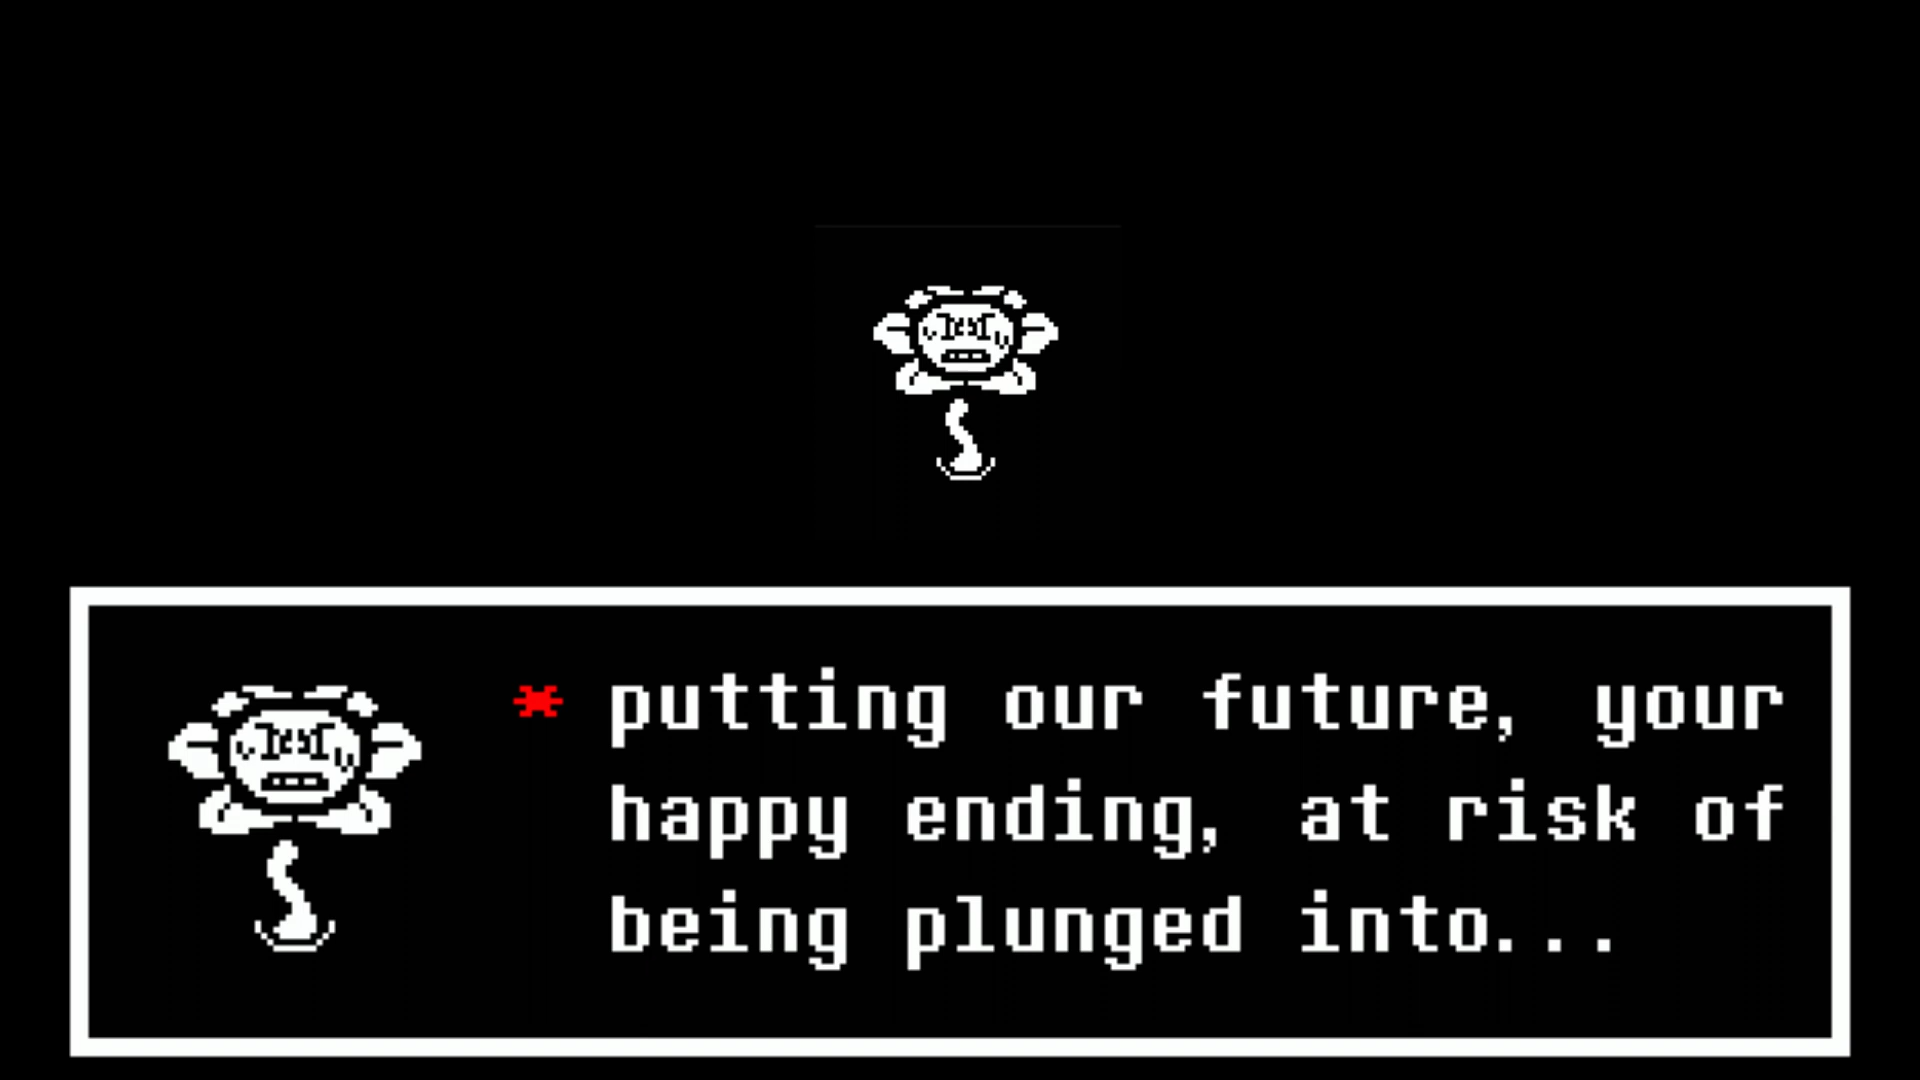 * putting our future, your
happy ending, at risk of
being plunged into...